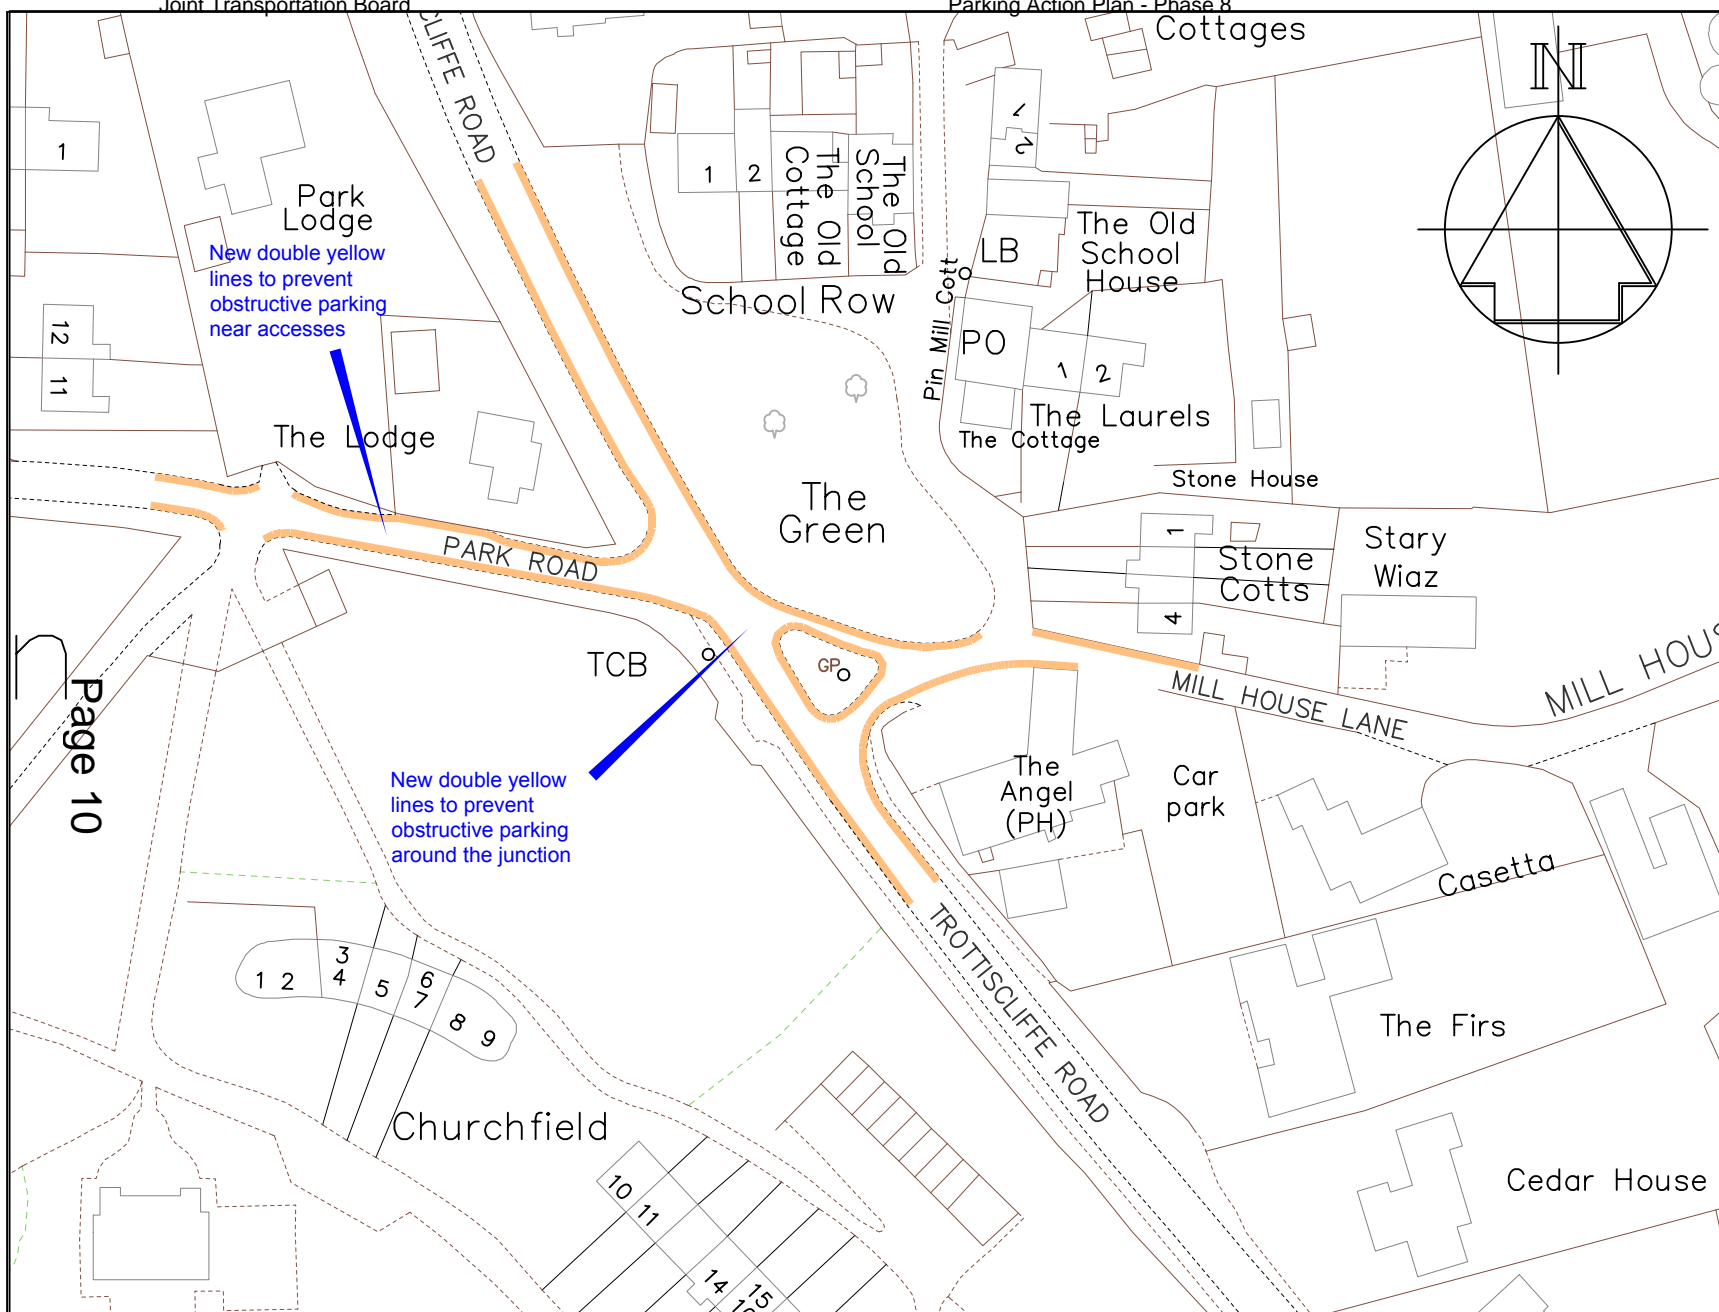 Joint Transportation Board
Parking Action Plan - Phase 8
Cottages
N
CLIFFE ROAD
1
Park
Lodge
New double yellow
lines to prevent
obstructive parking
near accesses
1
2
The Old
Cottage
The Old
School
1
2
LB
The Old
School
House
School Row
Pin Mill Cott
PO
1
2
12
11
The Lodge
The Laurels
The Cottage
Stone House
The
Green
PARK ROAD
1
Stone
Cotts
4
Stary
Wiaz
TCB
GP
MILL HOUSE LANE
MILL HOUS
n
Page 10
New double yellow
lines to prevent
obstructive parking
around the junction
The
Angel
(PH)
Car
park
Casetta
TROTTISCLIFFE ROAD
1
2
3
4
5
6
7
8
9
The Firs
Churchfield
Cedar House
10
11
14
15